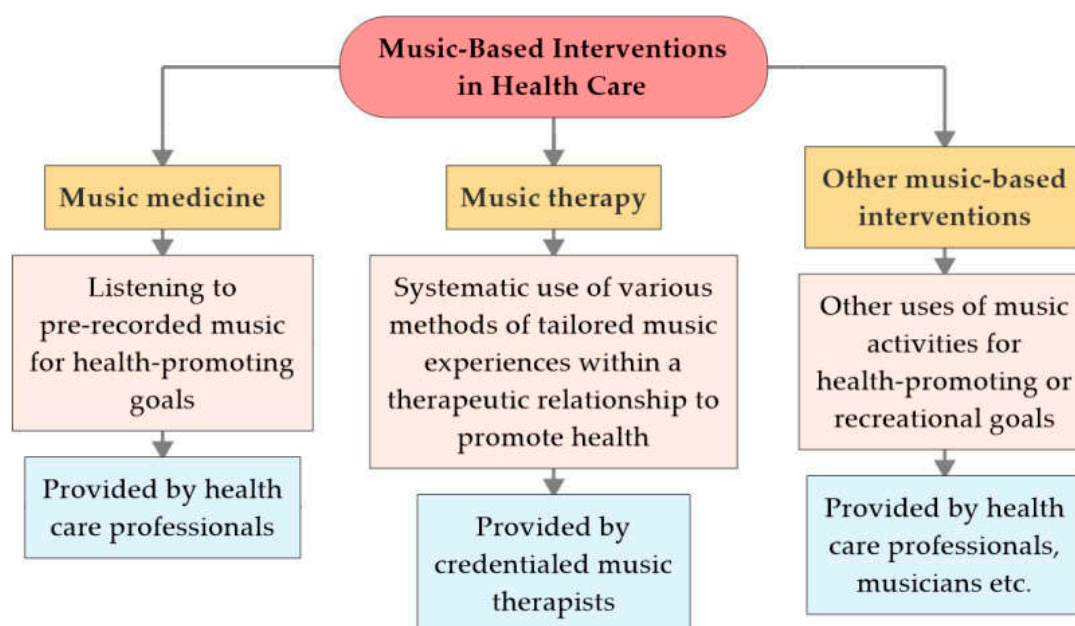 Music-Based Interventions
in Health Care
Music medicine
Listening to
pre-recorded music
for health-promoting
goals
Provided by health
care professionals
Music therapy
Systematic use of various
methods of tailored music
experiences within a
therapeutic relationship to
promote health
Provided by
credentialed music
therapists
Other music-based
interventions
Other uses of music
activities for
health-promoting or
recreational goals
Provided by health
care professionals,
musicians etc.